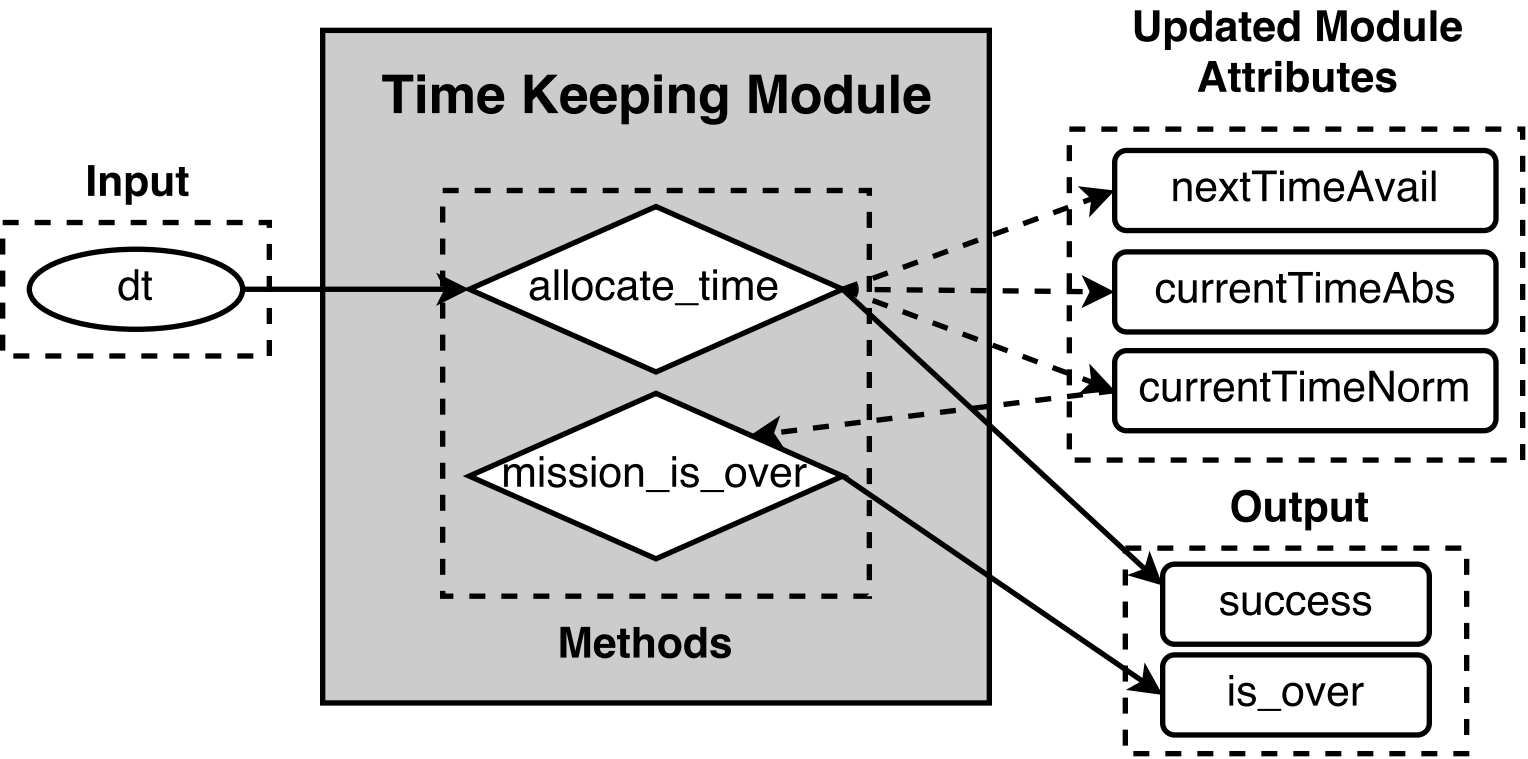 Updated Module
Attributes
Time Keeping Module
Input
dt
allocate_time
mission_is_over
Methods
nextTimeAvail
currentTimeAbs
currentTimeNorm
Output
success
is_over